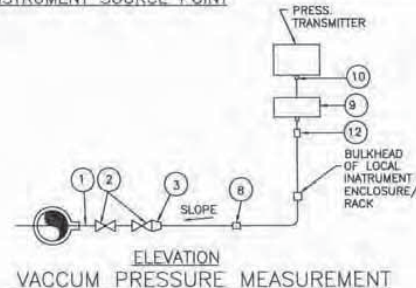 INSTRUMENT SOURCE POINT
PRESS.
TRANSMITTER
10
9
12
BULKHEAD
OF LOCAL
INATRUMENT
ENCLOSURE/
RACK
1
2
3
8
SLOPE
ELEVATION
VACCUM PRESSURE MEASUREMENT